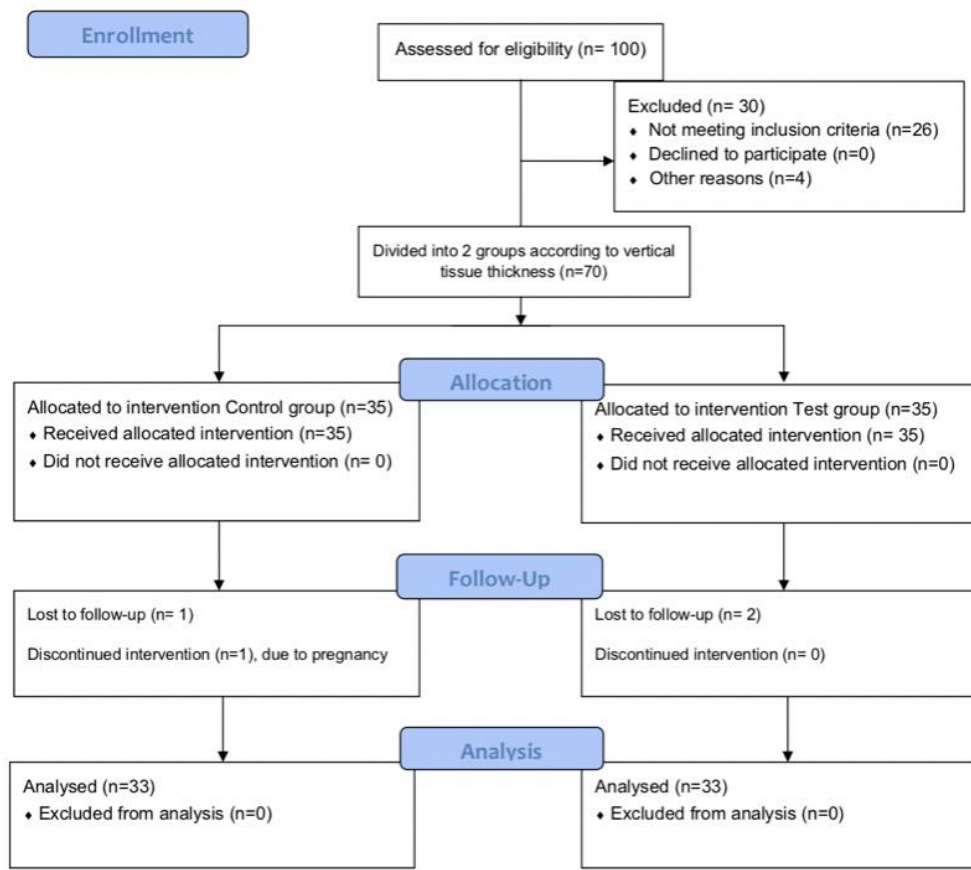 Enrollment
Assessed for eligibility (n= 100)
Excluded (n= 30)
♦ Not meeting inclusion criteria (n=26)
♦ Declined to participate (n=0)
♦ Other reasons (n=4)
Divided into 2 groups according to vertical
tissue thickness (n=70)
Allocation
Allocated to intervention Control group (n=35)
♦ Received allocated intervention (n=35)
♦ Did not receive allocated intervention (n= 0)
Allocated to intervention Test group (n=35)
♦ Received allocated intervention (n= 35)
♦ Did not receive allocated intervention (n=0)
Follow-Up
Lost to follow-up (n= 1)
Discontinued intervention (n=1), due to pregnancy
Lost to follow-up (n= 2)
Discontinued intervention (n= 0)
Analysis
Analysed (n=33)
♦ Excluded from analysis (n=0)
Analysed (n=33)
♦ Excluded from analysis (n=0)